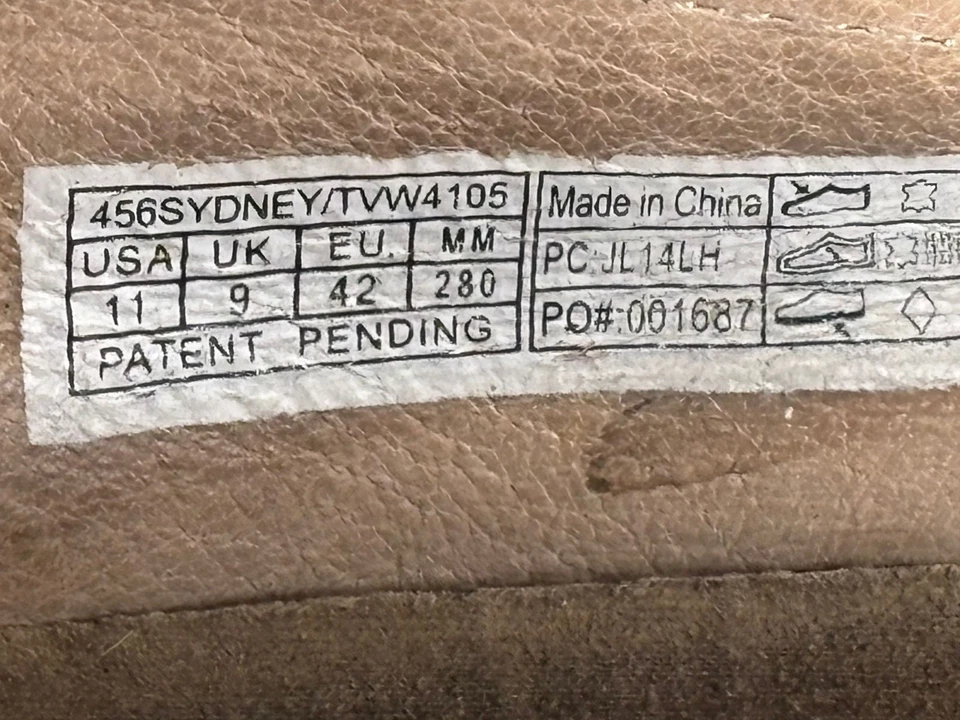 456SYDNEY/TVW4105
USA UK EU. MM
11 9 42 280
PATENT PENDING
Made in China
PC:JL14LH
PO#:001687